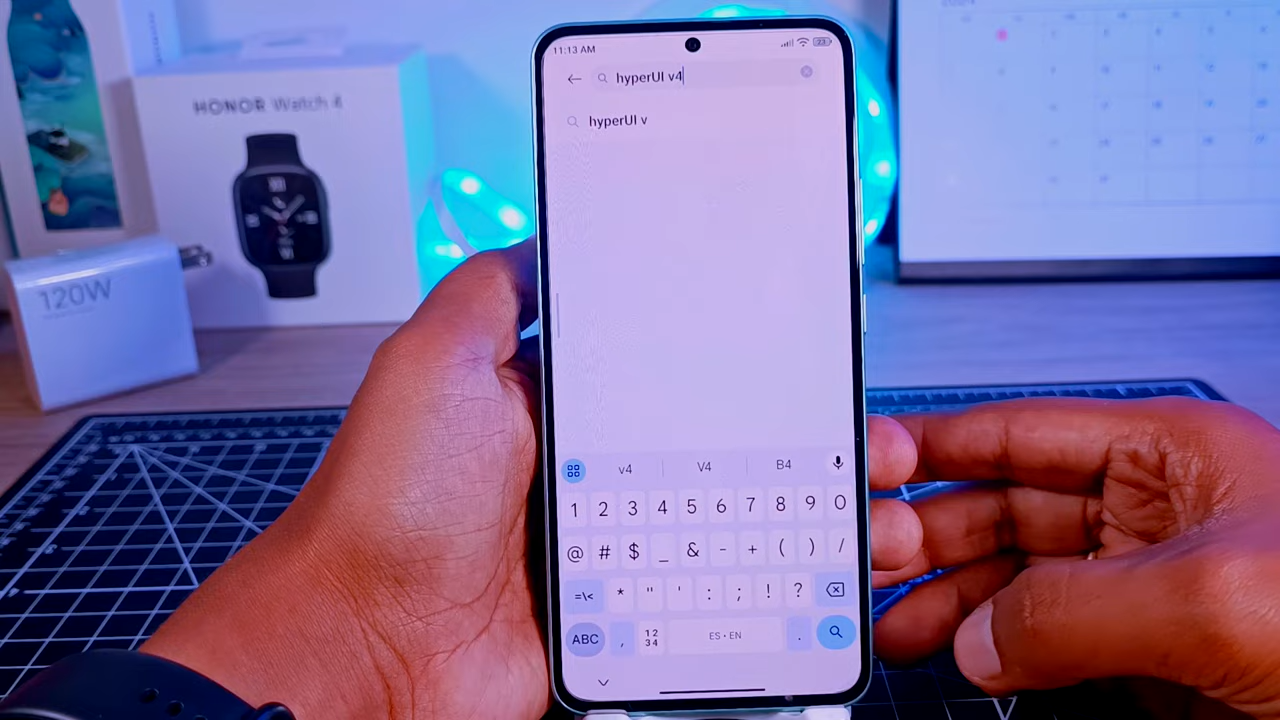 HONOR Watch 4
120W
11:13 AM
hyperUI v4
hyperUI v
v4 V4 B4
1 2 3 4 5 6 7 8 9 0
@ # $ _ & - + ( ) /
=\< * " ' : ; ! ?
ABC , 12 34 ES • EN .